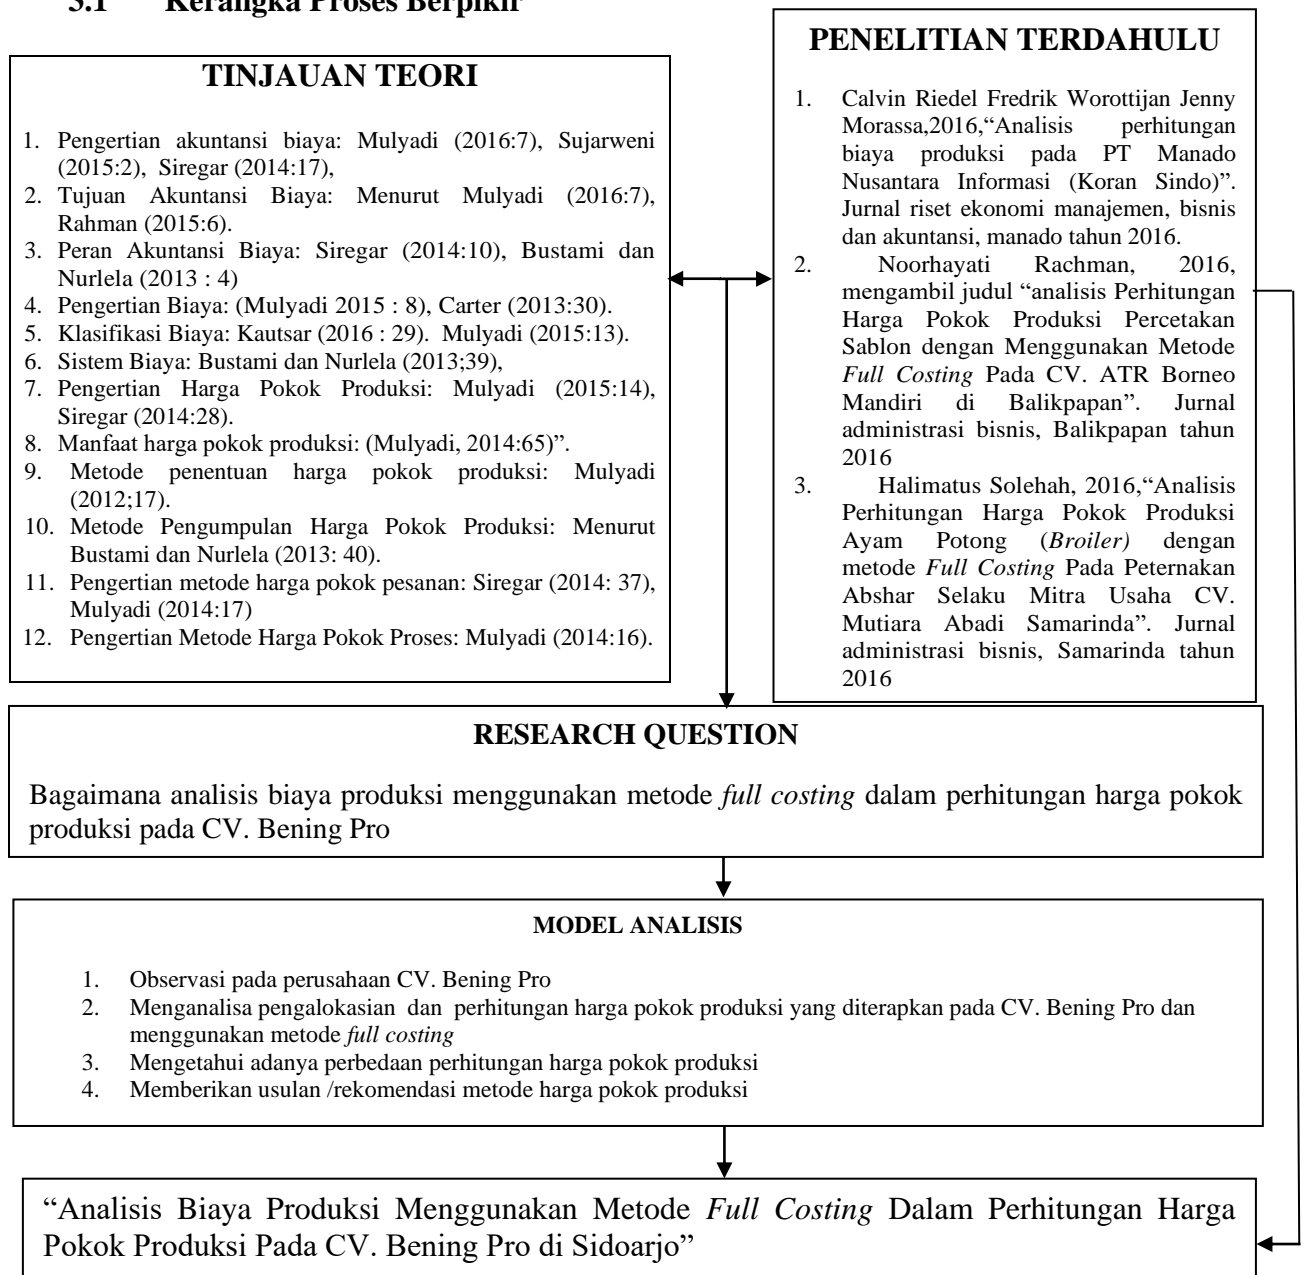 3.1 Kerangka Proses Berpikir
TINJAUAN TEORI
1. Pengertian akuntansi biaya: Mulyadi (2016:7), Sujarweni
(2015:2), Siregar (2014:17),
2. Tujuan Akuntansi Biaya: Menurut Mulyadi (2016:7),
Rahman (2015:6).
3. Peran Akuntansi Biaya: Siregar (2014:10), Bustami dan
Nurlela (2013 : 4)
4. Pengertian Biaya: (Mulyadi 2015 : 8), Carter (2013:30).
5. Klasifikasi Biaya: Kautsar (2016 : 29). Mulyadi (2015:13).
6. Sistem Biaya: Bustami dan Nurlela (2013;39),
7. Pengertian Harga Pokok Produksi: Mulyadi (2015:14),
Siregar (2014:28).
8. Manfaat harga pokok produksi: (Mulyadi, 2014:65)”.
9. Metode penentuan harga pokok produksi: Mulyadi
(2012;17).
10. Metode Pengumpulan Harga Pokok Produksi: Menurut
Bustami dan Nurlela (2013: 40).
11. Pengertian metode harga pokok pesanan: Siregar (2014: 37),
Mulyadi (2014:17)
12. Pengertian Metode Harga Pokok Proses: Mulyadi (2014:16).
PENELITIAN TERDAHULU
1. Calvin Riedel Fredrik Worottijan Jenny
Morassa,2016,“Analisis perhitungan
biaya produksi pada PT Manado
Nusantara Informasi (Koran Sindo)”.
Jurnal riset ekonomi manajemen, bisnis
dan akuntansi, manado tahun 2016.
2. Noorhayati Rachman, 2016,
mengambil judul “analisis Perhitungan
Harga Pokok Produksi Percetakan
Sablon dengan Menggunakan Metode
Full Costing Pada CV. ATR Borneo
Mandiri di Balikpapan”. Jurnal
administrasi bisnis, Balikpapan tahun
2016
3. Halimatus Solehah, 2016,“Analisis
Perhitungan Harga Pokok Produksi
Ayam Potong (Broiler) dengan
metode Full Costing Pada Peternakan
Abshar Selaku Mitra Usaha CV.
Mutiara Abadi Samarinda”. Jurnal
administrasi bisnis, Samarinda tahun
2016
RESEARCH QUESTION
Bagaimana analisis biaya produksi menggunakan metode full costing dalam perhitungan harga pokok
produksi pada CV. Bening Pro
MODEL ANALISIS
1. Observasi pada perusahaan CV. Bening Pro
2. Menganalisa pengalokasian dan perhitungan harga pokok produksi yang diterapkan pada CV. Bening Pro dan
menggunakan metode full costing
3. Mengetahui adanya perbedaan perhitungan harga pokok produksi
4. Memberikan usulan /rekomendasi metode harga pokok produksi
“Analisis Biaya Produksi Menggunakan Metode Full Costing Dalam Perhitungan Harga
Pokok Produksi Pada CV. Bening Pro di Sidoarjo”